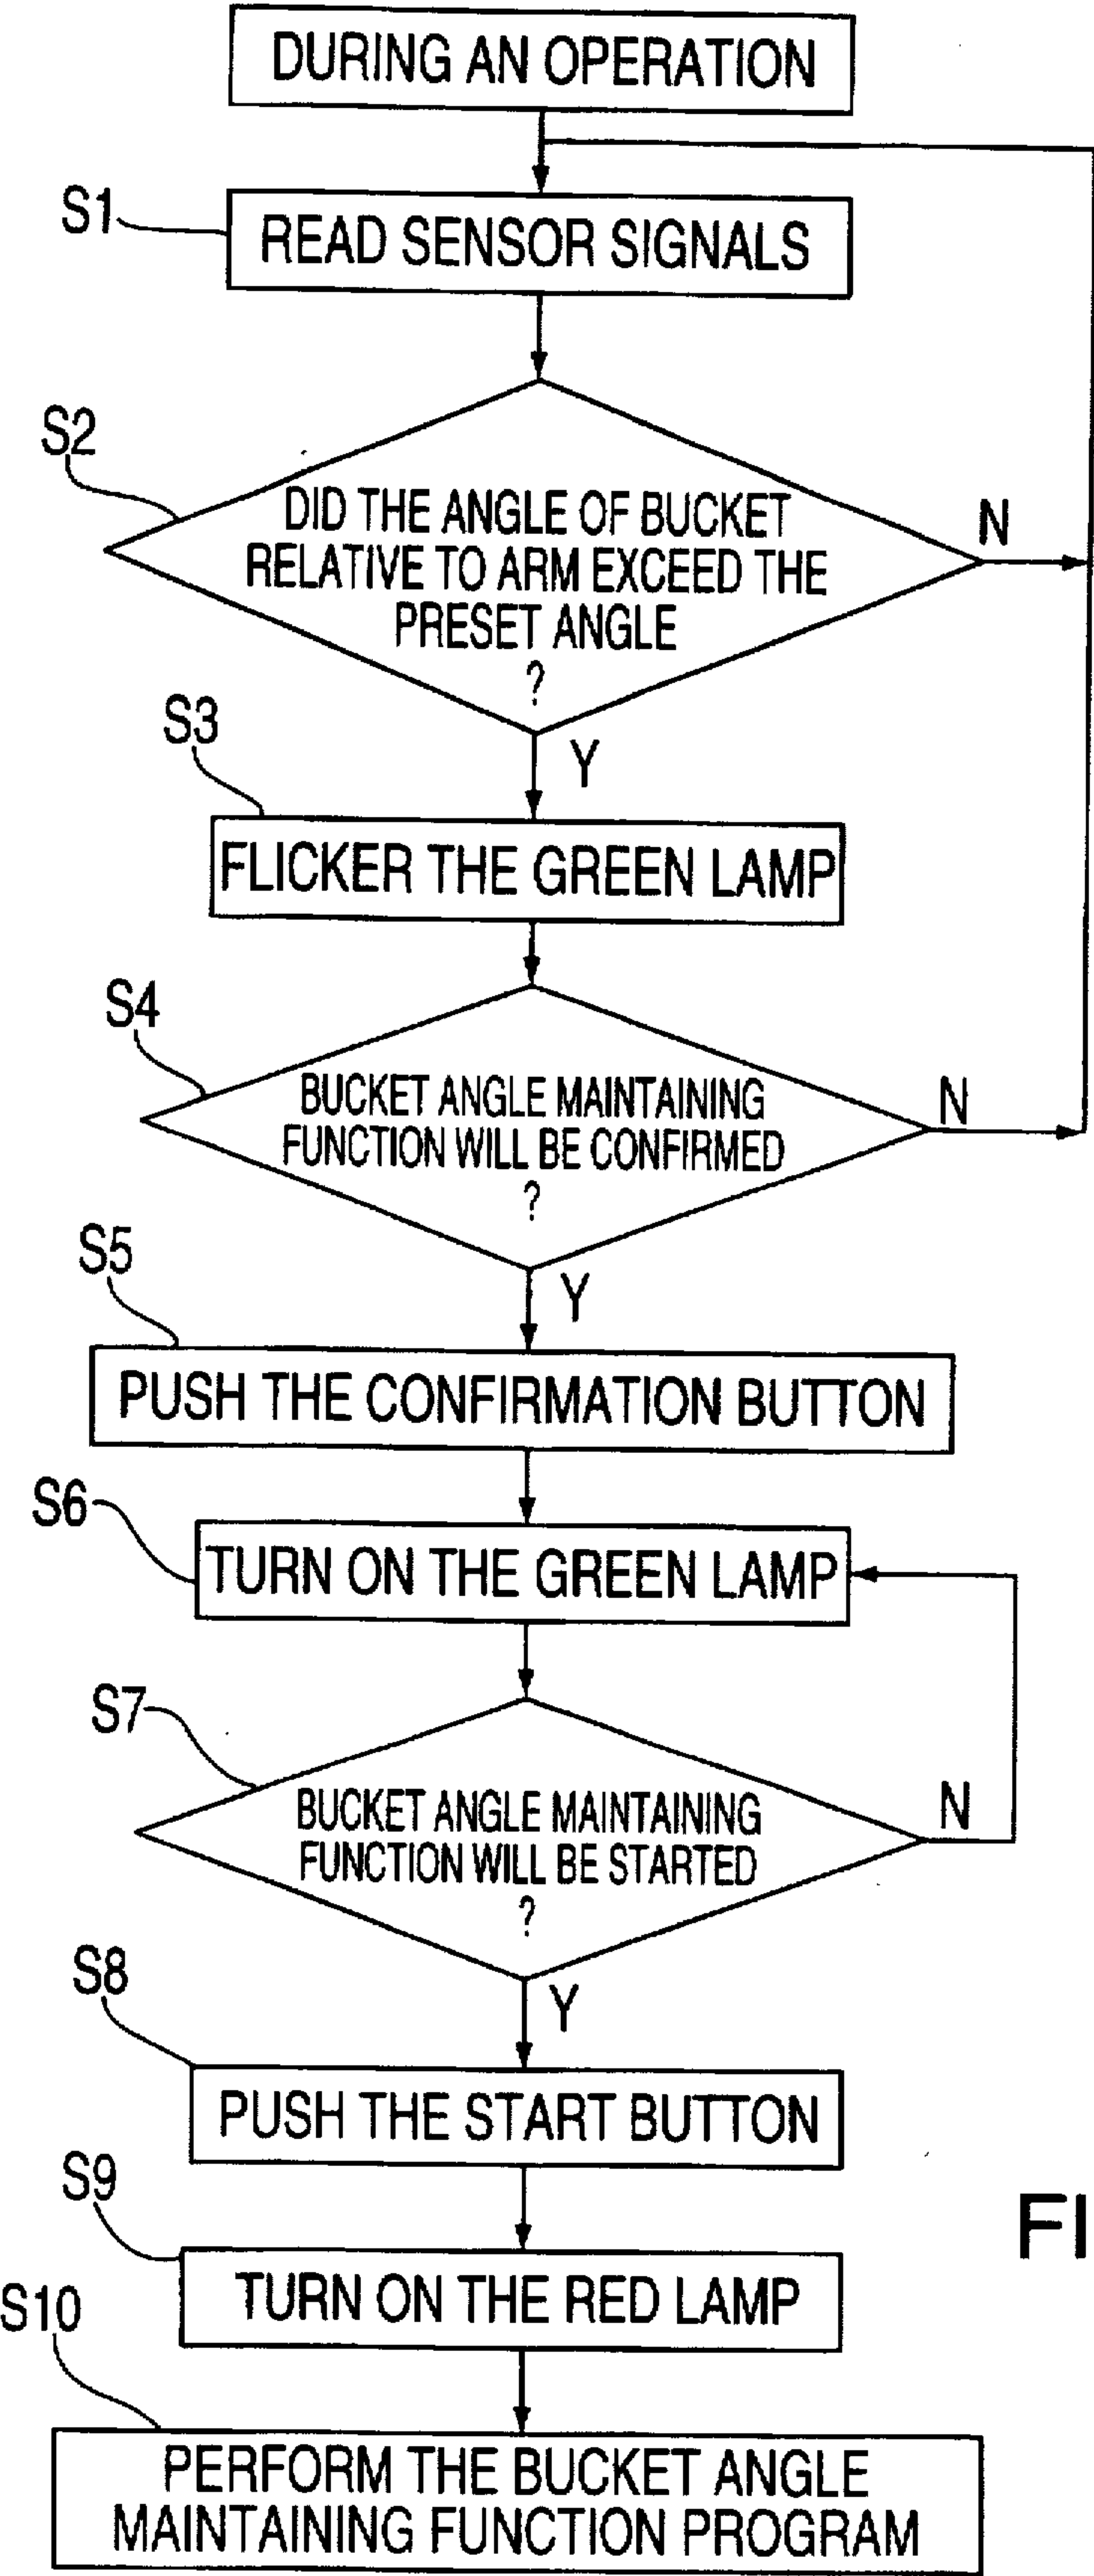 DURING AN OPERATION
S1
READ SENSOR SIGNALS
S2
DID THE ANGLE OF BUCKET
RELATIVE TO ARM EXCEED THE
PRESET ANGLE
?
N
Y
S3
FLICKER THE GREEN LAMP
S4
BUCKET ANGLE MAINTAINING
FUNCTION WILL BE CONFIRMED
?
N
Y
S5
PUSH THE CONFIRMATION BUTTON
S6
TURN ON THE GREEN LAMP
S7
BUCKET ANGLE MAINTAINING
FUNCTION WILL BE STARTED
?
N
Y
S8
PUSH THE START BUTTON
S9
TURN ON THE RED LAMP
FI
S10
PERFORM THE BUCKET ANGLE
MAINTAINING FUNCTION PROGRAM